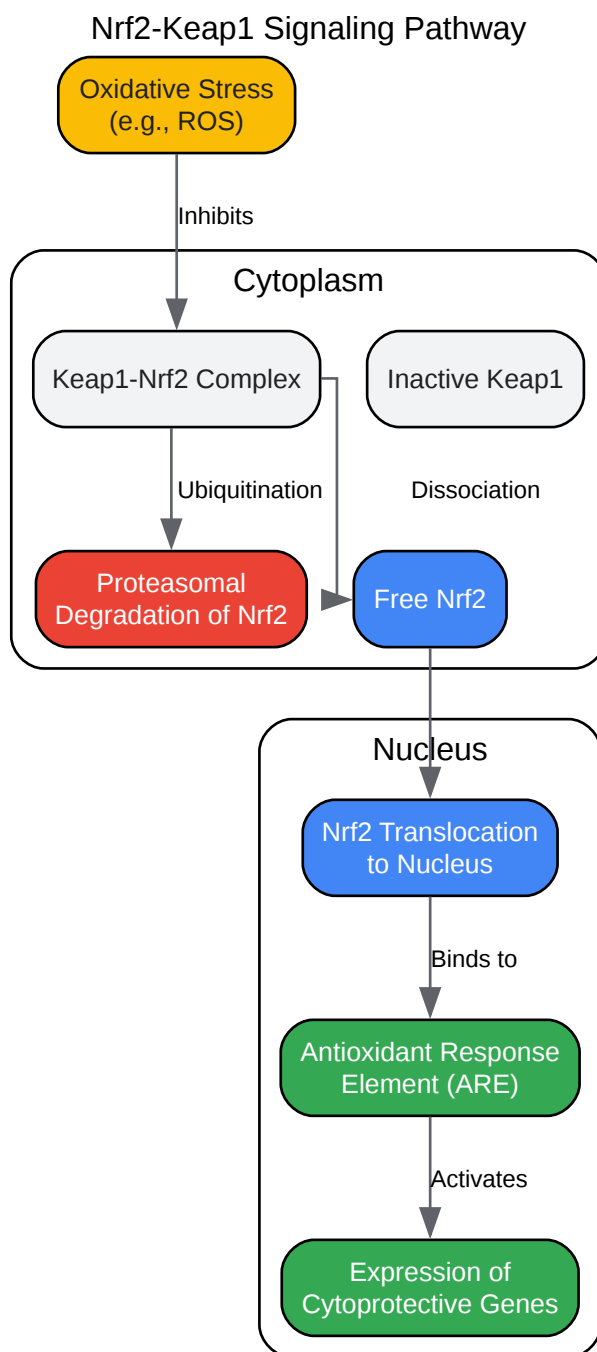 Nrf2-Keap1 Signaling Pathway
Oxidative Stress
(e.g., ROS)
Inhibits
Cytoplasm
Keap1-Nrf2 Complex
Inactive Keap1
Ubiquitination
Dissociation
Proteasomal
Degradation of Nrf2
Free Nrf2
Nucleus
Nrf2 Translocation
to Nucleus
Binds to
Antioxidant Response
Element (ARE)
Activates
Expression of
Cytoprotective Genes